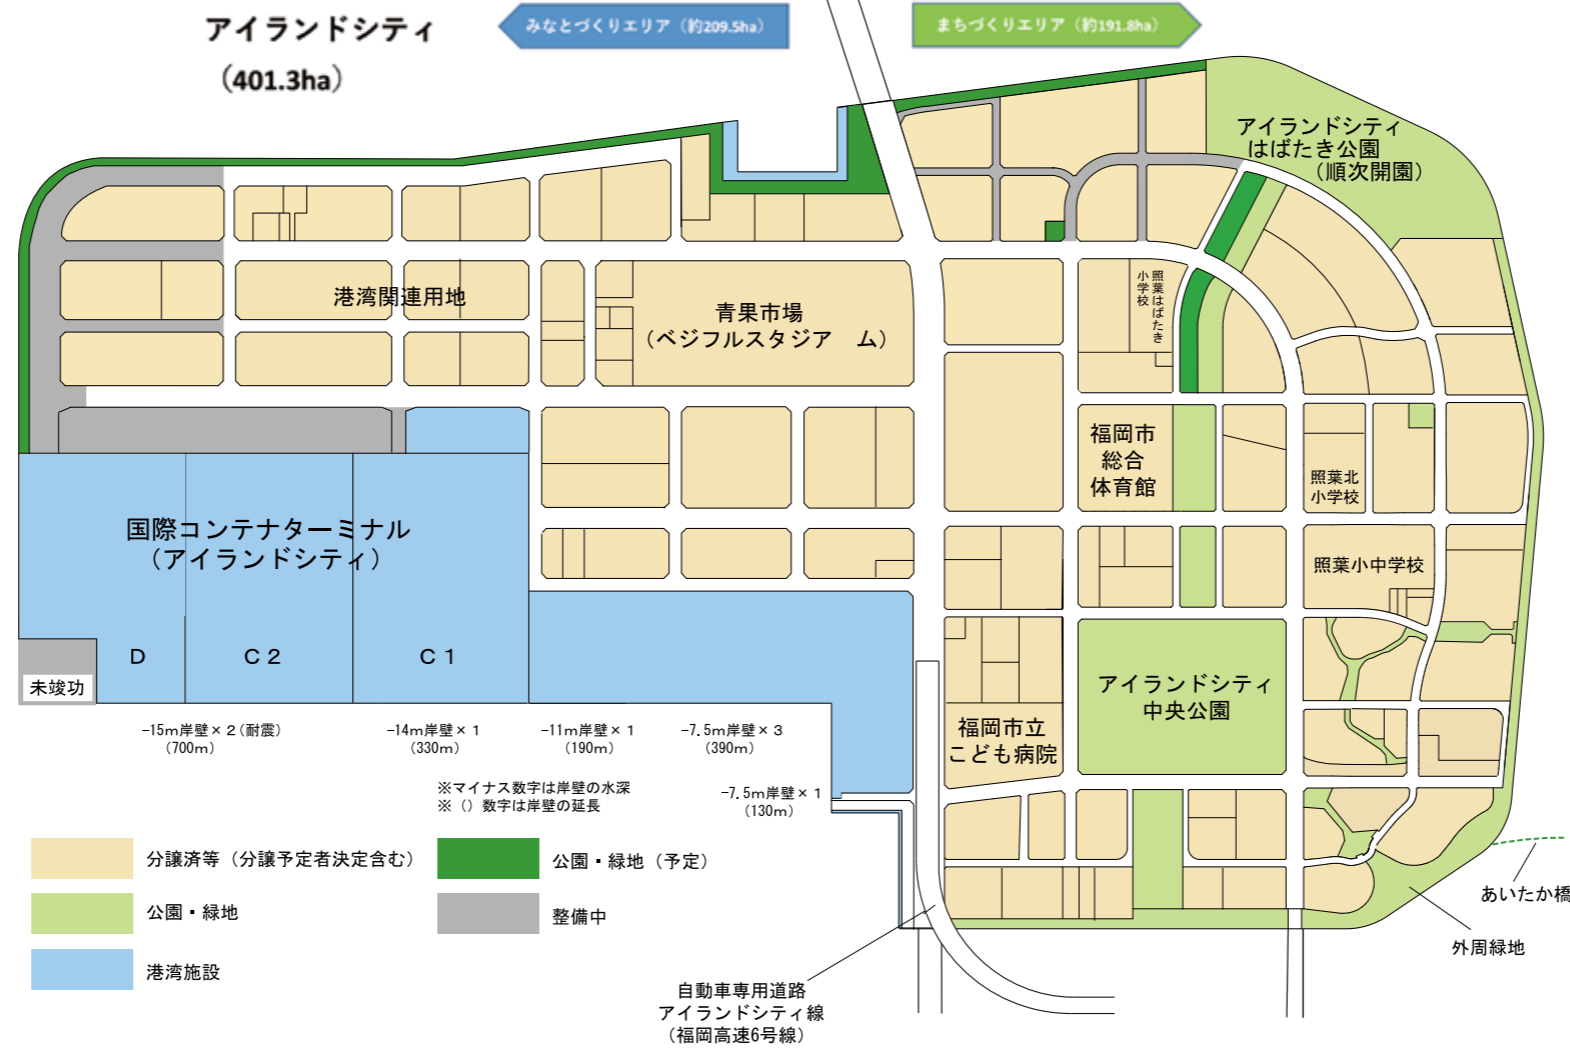 アイランドシティ
（401.3ha）
みなとづくりエリア（約209.5ha）
まちづくりエリア（約191.8ha）
アイランドシティ
はばたき公園
（順次開園）
港湾関連用地
青果市場
（ベジフルスタジア　ム）
照葉はばたき
小学校
福岡市
総合
体育館
照葉北
小学校
国際コンテナターミナル
（アイランドシティ）
照葉小中学校
D
C２
C１
未竣功
アイランドシティ
中央公園
福岡市立
こども病院
-15m岸壁×２(耐震)
（700m）
-14m岸壁×１
（330m）
-11m岸壁×１
（190m）
-7.5m岸壁×３
（390m）
※マイナス数字は岸壁の水深
※（）数字は岸壁の延長
-7.5m岸壁×１
（130m）
分譲済等（分譲予定者決定含む）
公園・緑地（予定）
公園・緑地
整備中
港湾施設
あいたか橋
外周緑地
自動車専用道路
アイランドシティ線
（福岡高速6号線）